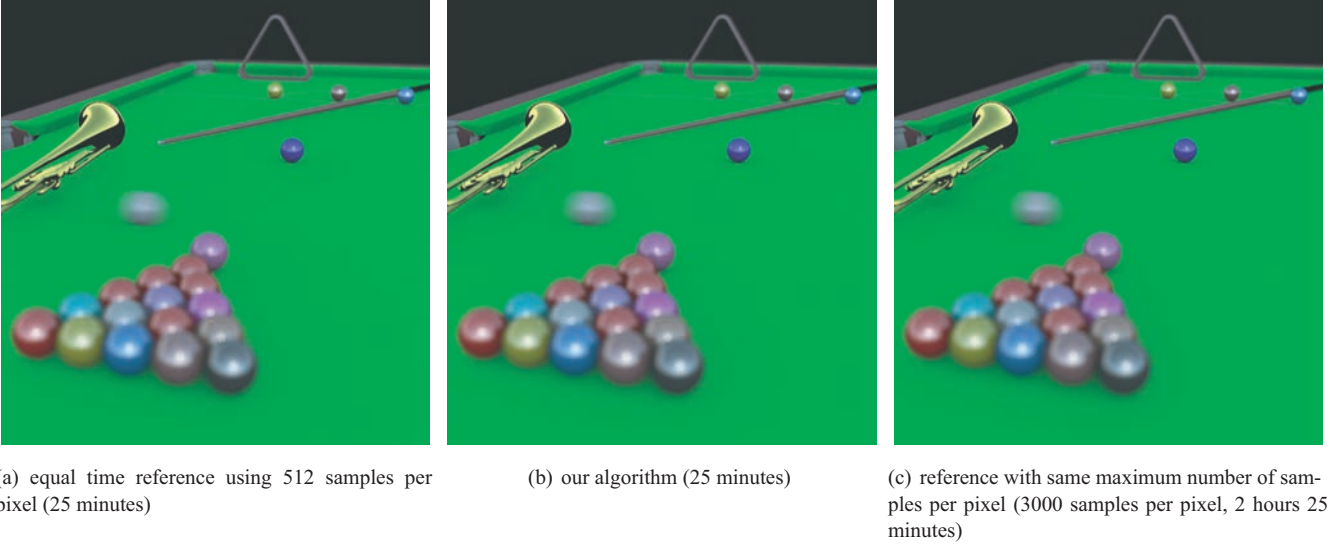 (a) equal time reference using 512 samples per
pixel (25 minutes)
(b) our algorithm (25 minutes)
(c) reference with same maximum number of sam-
ples per pixel (3000 samples per pixel, 2 hours 25
minutes)